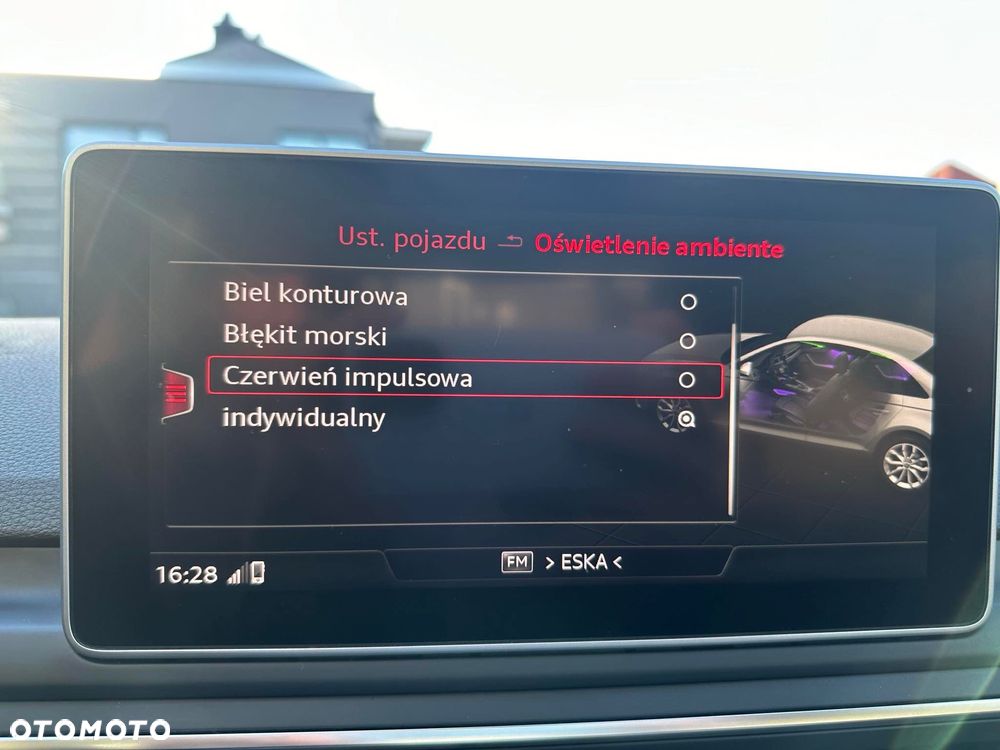 Ust. pojazdu Oświetlenie ambiente
Biel konturowa
Błękit morski
Czerwień impulsowa
indywidualny
16:28
FM > ESKA <
OTOMOTO